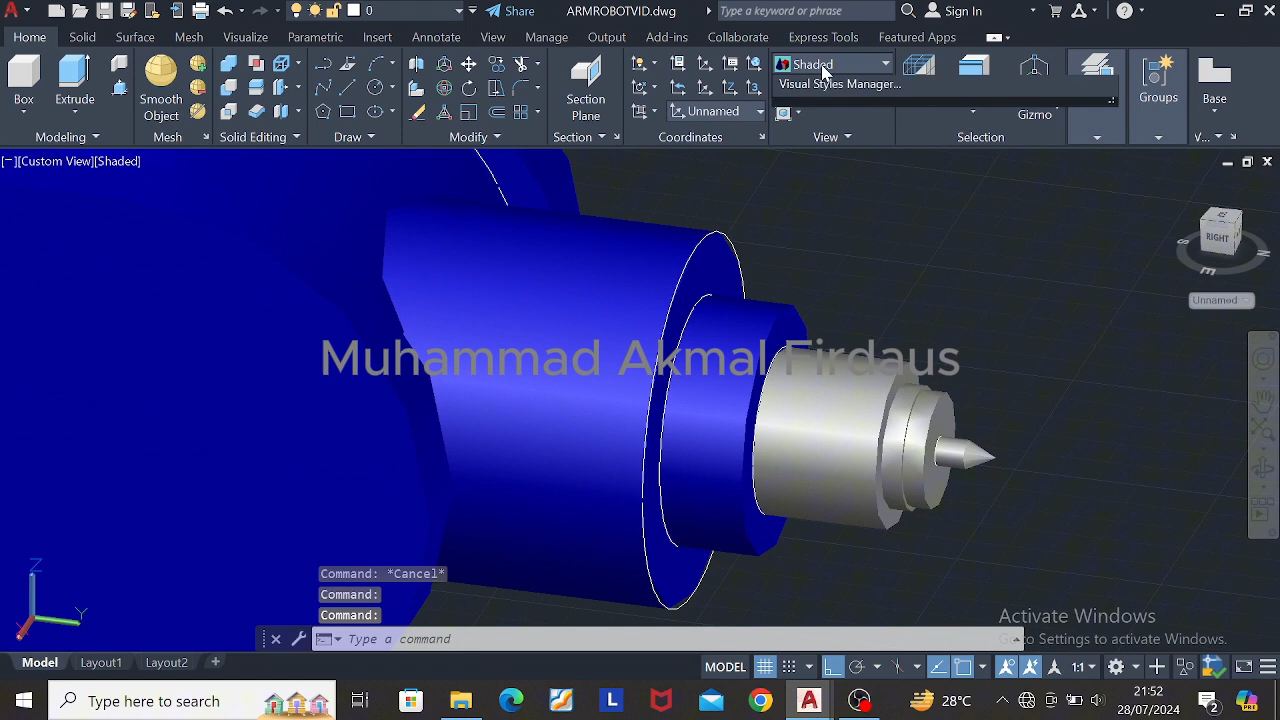 Share
ARMROBOTVID.dwg
Type a keyword or phrase
Sign In
0
Home Solid Surface Mesh Visualize Parametric Insert Annotate View Manage Output Add-ins Collaborate Express Tools Featured Apps
Shaded
Visual Styles Manager...
Box
Extrude
Smooth Object
Section Plane
Unnamed
Gizmo
Groups
Base
Modeling Mesh Solid Editing Draw Modify Section Coordinates View Selection V...
[−][Custom View][Shaded]
RIGHT
S
E
N
Unnamed
Muhammad Akmal Firdaus
Z
Y
X
Command: *Cancel*
Command:
Command:
Type a command
Activate Windows
Go to Settings to activate Windows.
Model Layout1 Layout2 +
MODEL
1:1
Type here to search
28°C
21:52
28/07/2024
2